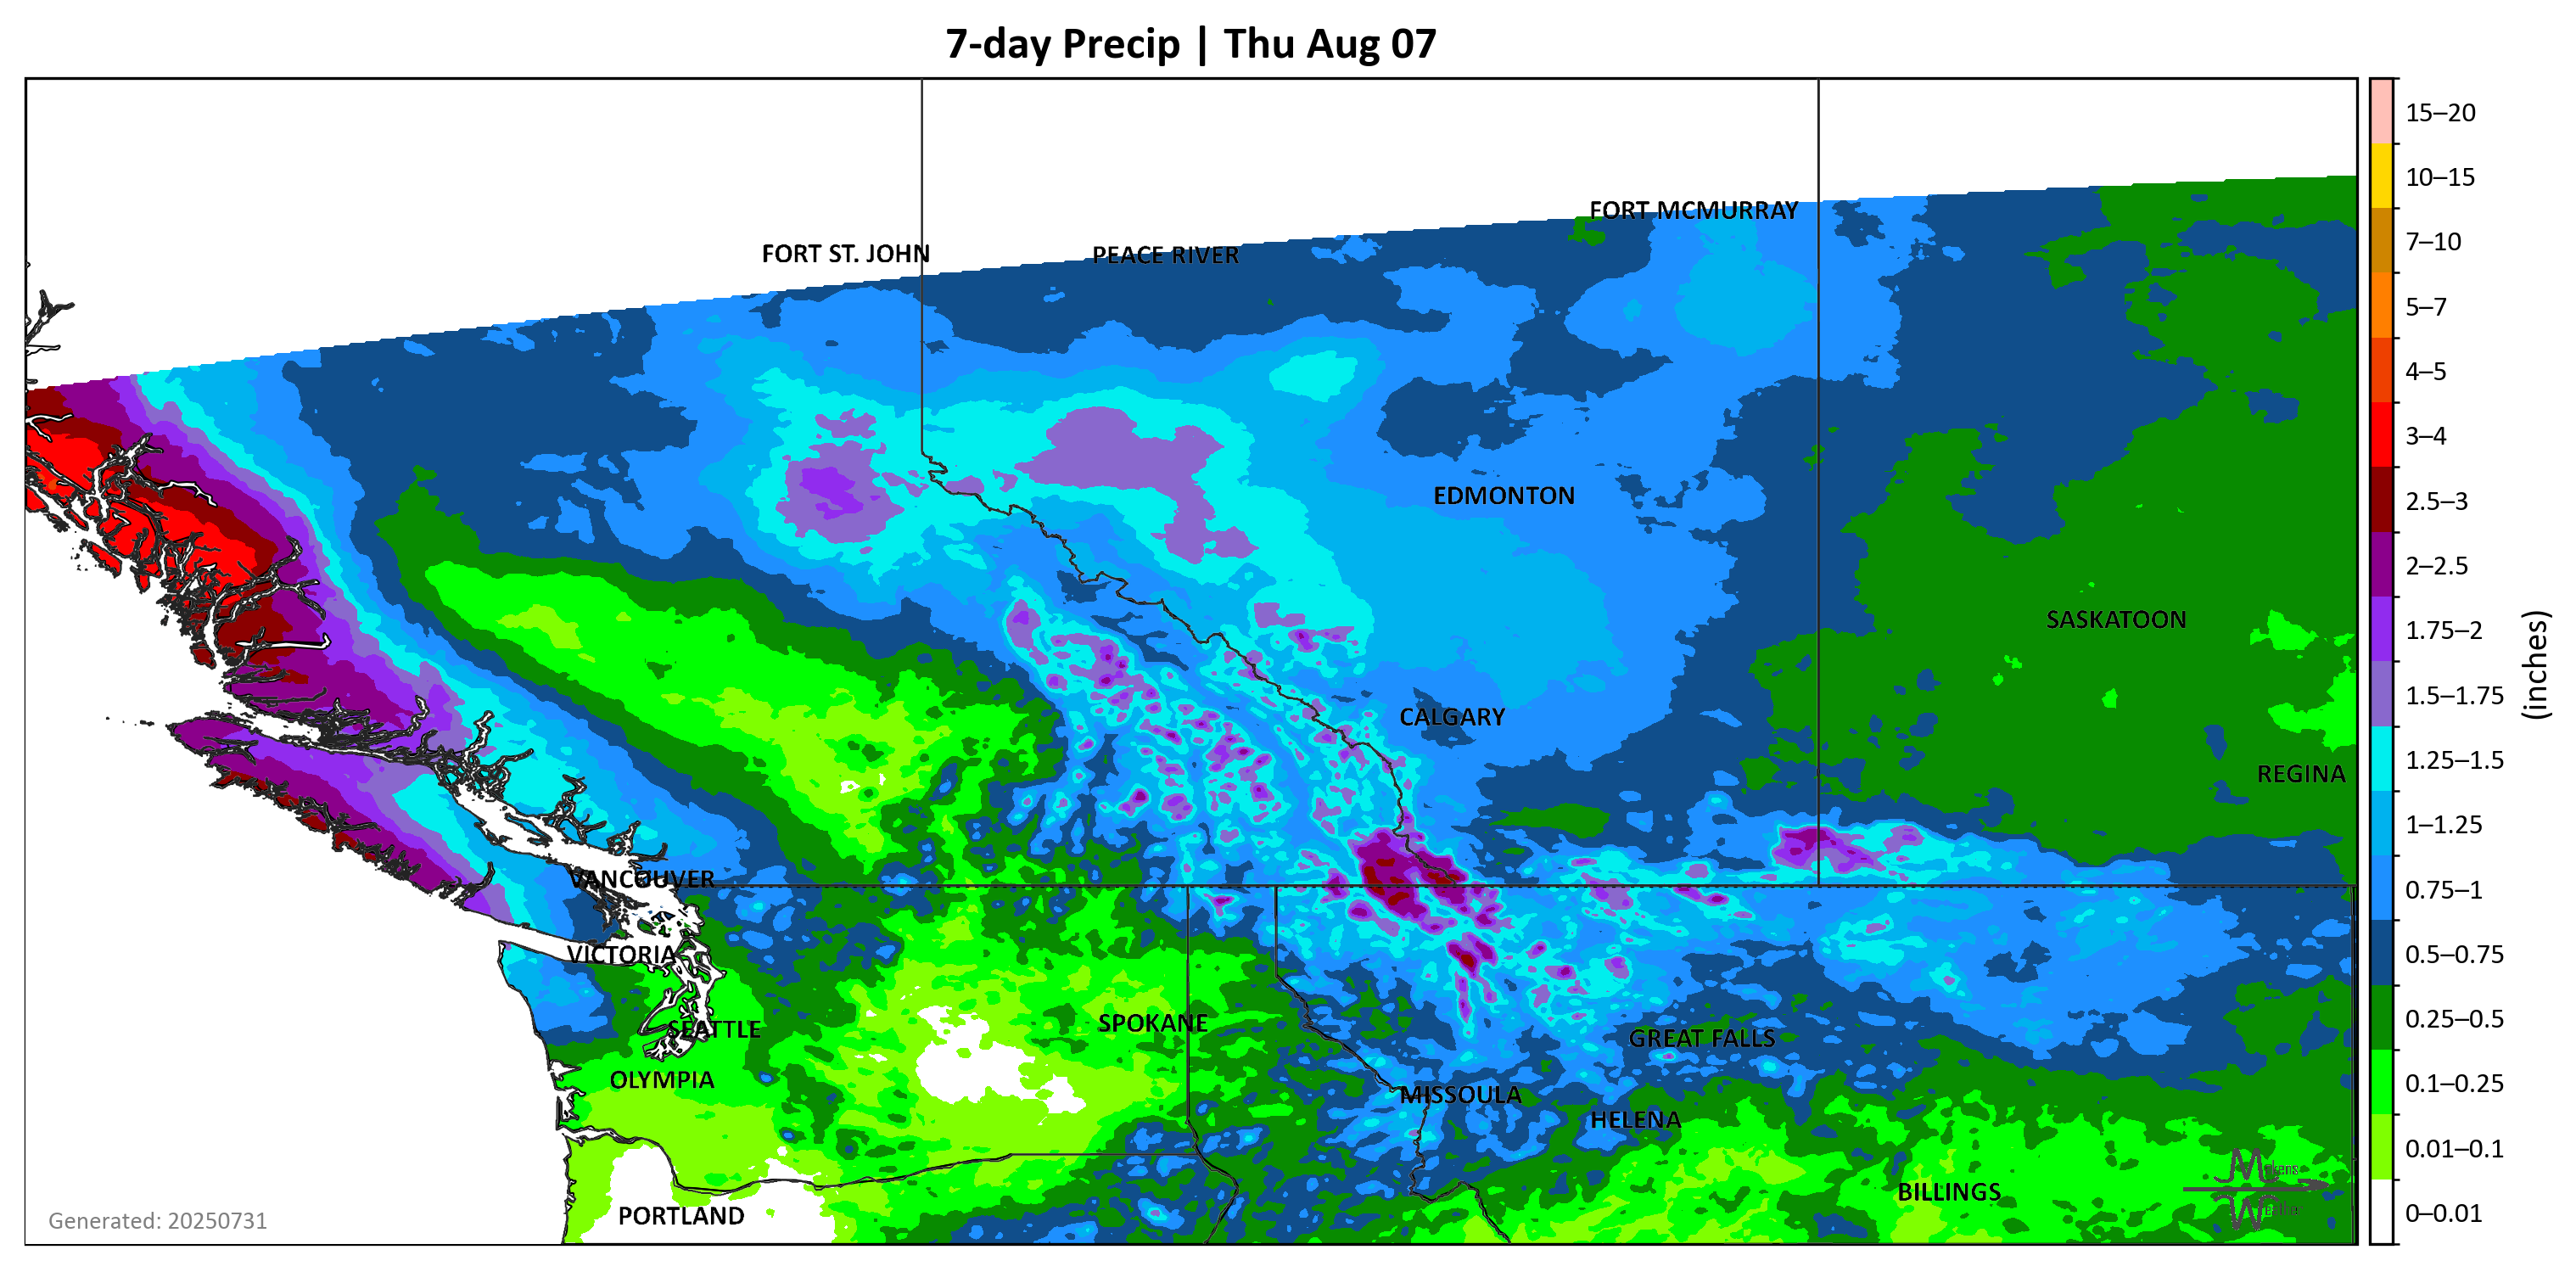 7-day Precip | Thu Aug 07
FORT MCMURRAY
FORT ST. JOHN
PEACE RIVER
EDMONTON
SASKATOON
CALGARY
REGINA
VANCOUVER
VICTORIA
SPOKANE
SEATTLE
GREAT FALLS
OLYMPIA
MISSOULA
HELENA
BILLINGS
PORTLAND
Generated: 20250731
Weather
15–20
10–15
7–10
5–7
4–5
3–4
2.5–3
2–2.5
1.75–2
1.5–1.75
1.25–1.5
1–1.25
0.75–1
0.5–0.75
0.25–0.5
0.1–0.25
0.01–0.1
0–0.01
(inches)